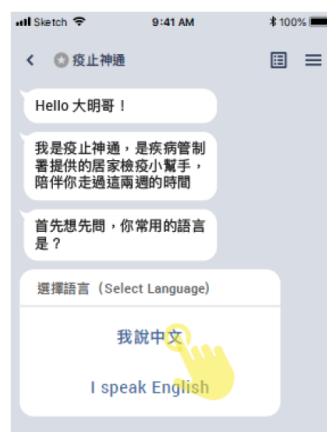 Sketch 9:41 AM 100%
疫止神通
Hello 大明哥！
我是疫止神通，是疾病管制
署提供的居家檢疫小幫手，
陪伴你走過這兩週的時間
首先想先問，你常用的語言
是？
選擇語言（Select Language)
我說中文
I speak English